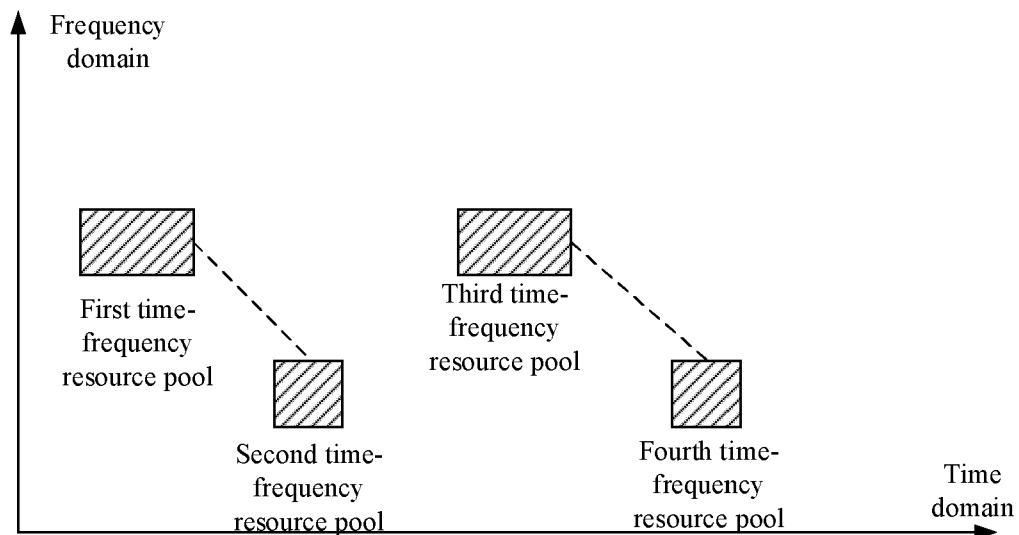 Frequency
domain
First time-
frequency
resource pool
Third time-
frequency
resource pool
Second time-
frequency
resource pool
Fourth time-
frequency
resource pool
Time
domain